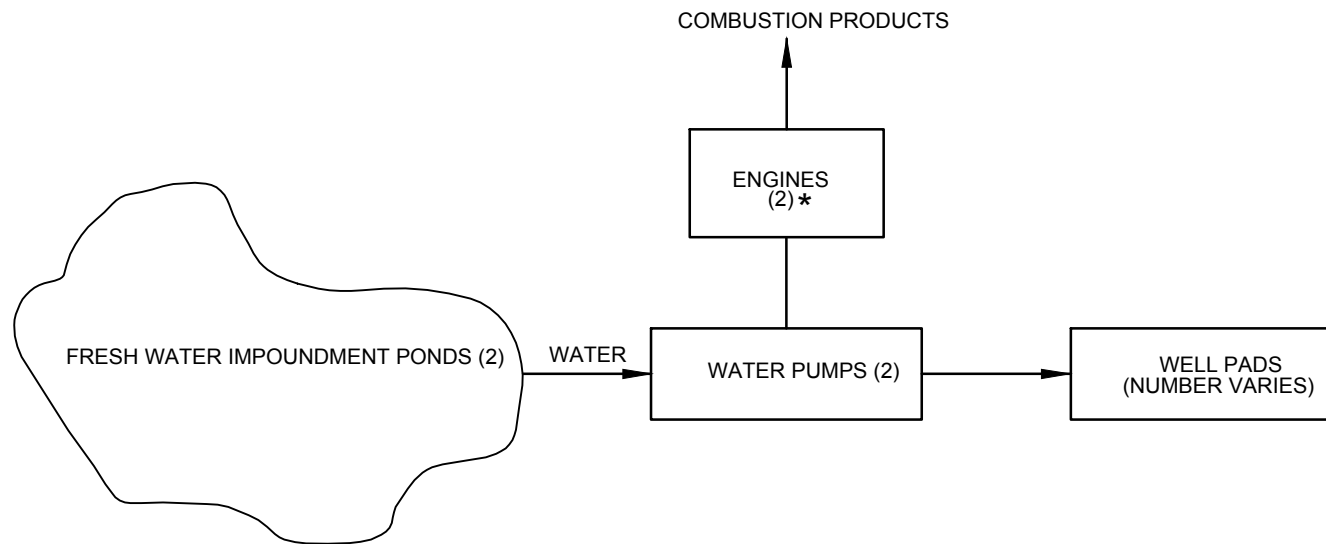 COMBUSTION PRODUCTS
ENGINES
(2)*
FRESH WATER IMPOUNDMENT PONDS (2)
WATER
WATER PUMPS (2)
WELL PADS
(NUMBER VARIES)